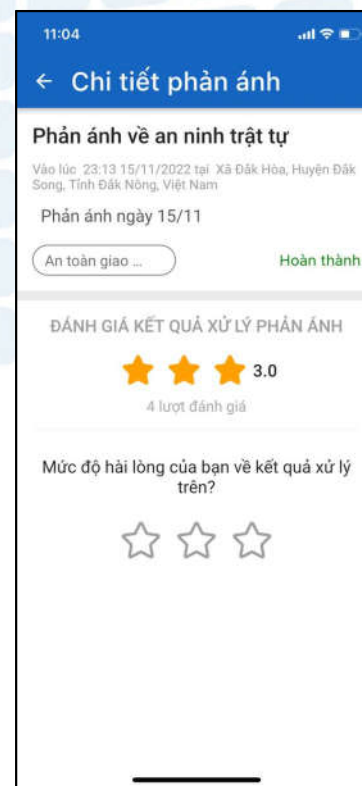 11:04
← Chi tiết phản ánh
Phản ánh về an ninh trật tự
Vào lúc 23:13 15/11/2022 tại Xã Đắk Hòa, Huyện Đắk
Song, Tỉnh Đắk Nông, Việt Nam
Phản ánh ngày 15/11
An toàn giao ...
Hoàn thành
ĐÁNH GIÁ KẾT QUẢ XỬ LÝ PHẢN ÁNH
3.0
4 lượt đánh giá
Mức độ hài lòng của bạn về kết quả xử lý
trên?